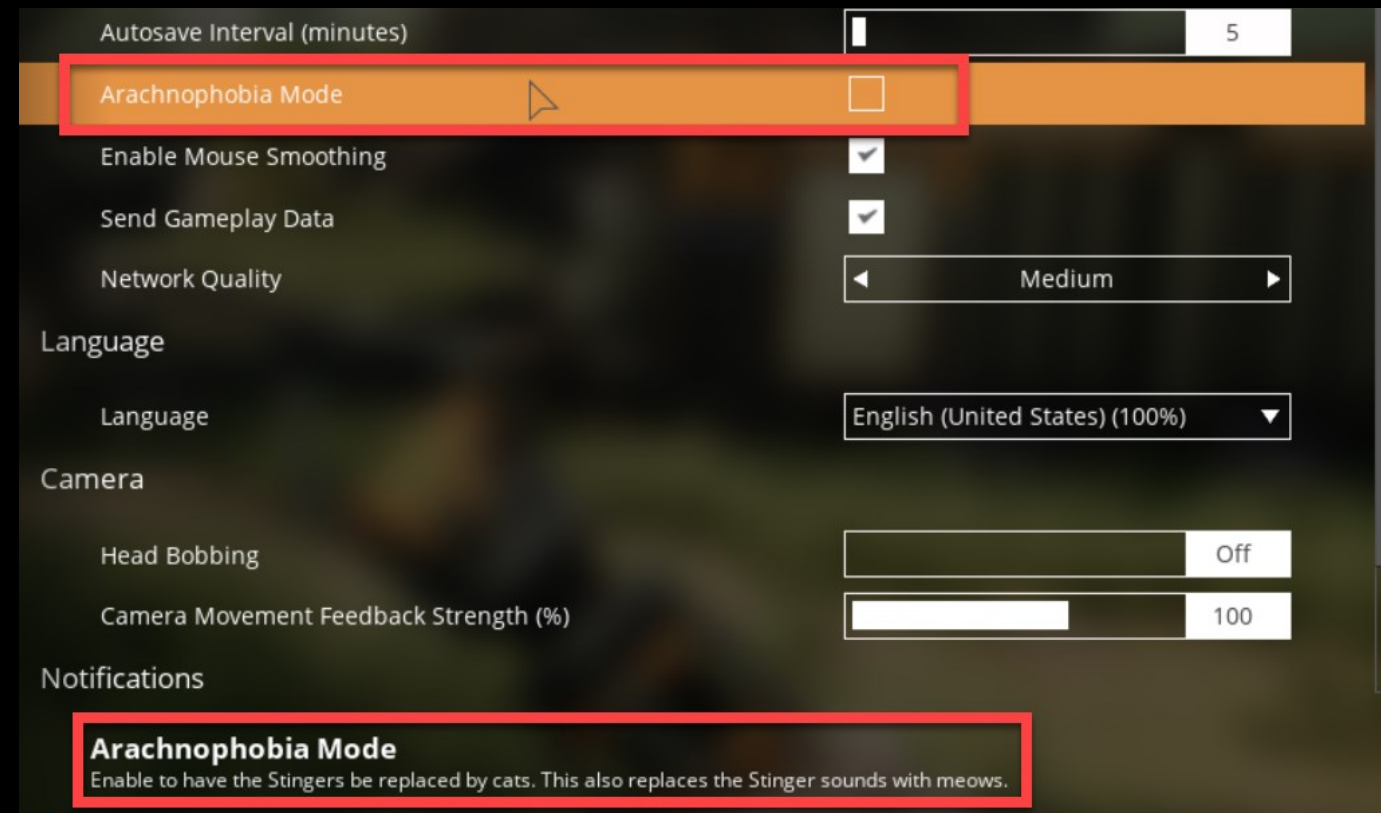 Autosave Interval (minutes) 5
Arachnophobia Mode
Enable Mouse Smoothing
Send Gameplay Data
Network Quality Medium
Language
Language English (United States) (100%)
Camera
Head Bobbing Off
Camera Movement Feedback Strength (%) 100
Notifications
Arachnophobia Mode
Enable to have the Stingers be replaced by cats. This also replaces the Stinger sounds with meows.